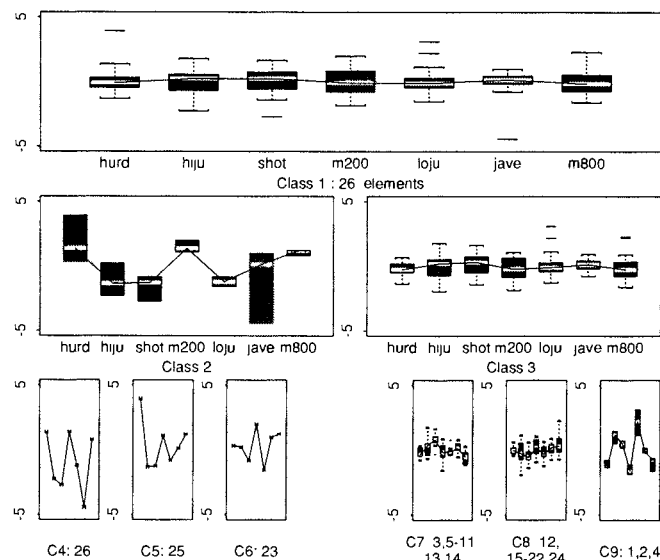 5
-5
hurd hiju shot m200 loju jave m800
Class 1 : 26 elements
5
-5
hurd hiju shot m200 loju jave m800
Class 2
5
-5
hurd hiju shot m200 loju jave m800
Class 3
5
-5
C4: 26
5
-5
C5: 25
5
-5
C6: 23
5
-5
C7 3,5-11
13,14
5
-5
C8 12,
15-22,24
5
-5
C9: 1,2,4